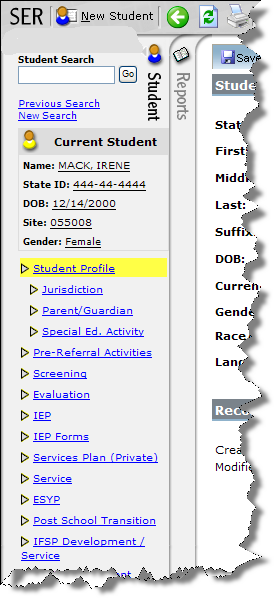 SER New Student
Student Search
Go
Previous Search
New Search
Student
Reports
Current Student
Name: MACK, IRENE
State ID: 444-44-4444
DOB: 12/14/2000
Site: 055008
Gender: Female
Student Profile
Jurisdiction
Parent/Guardian
Special Ed. Activity
Pre-Referral Activities
Screening
Evaluation
IEP
IEP Forms
Services Plan (Private)
Service
ESYP
Post School Transition
IFSP Development /
Service
Save
Stude
Stat
First:
Middl
Last:
Suffix
DOB:
Curren
Gend
Race
Lang
Reco
Crea
Modifie